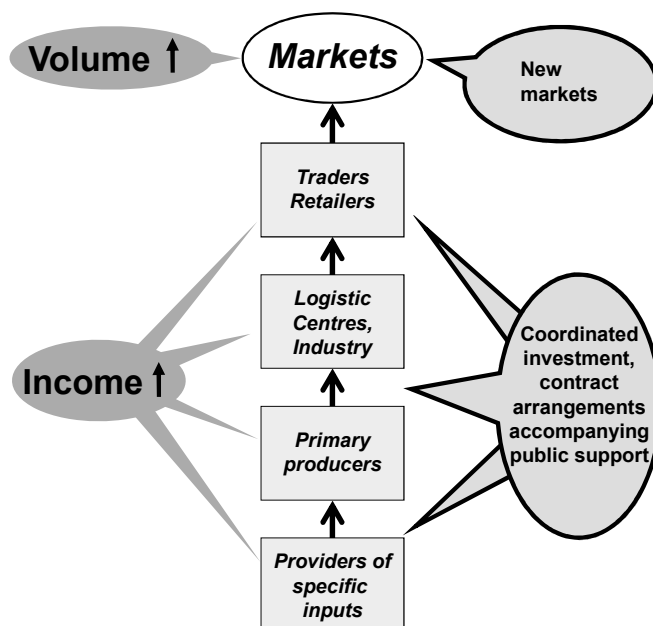 Volume ↑
Markets
New
markets
Traders
Retailers
Logistic
Centres,
Industry
Income ↑
Coordinated
investment,
contract
arrangements
accompanying
public support
Primary
producers
Providers of
specific
inputs